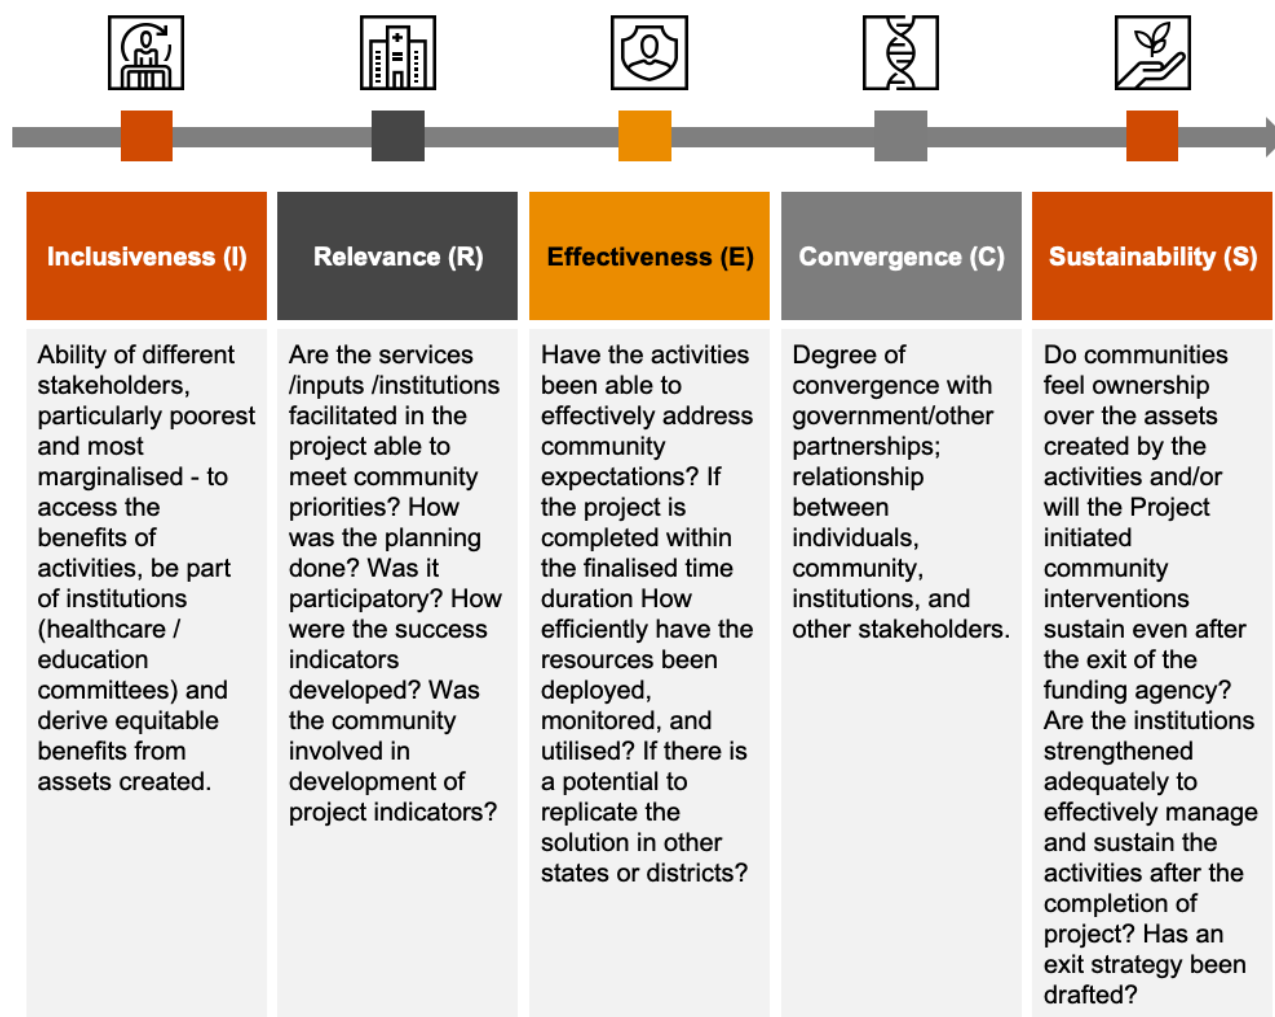 Inclusiveness (I)
Relevance (R)
Effectiveness (E)
Convergence (C)
Sustainability (S)
Ability of different
stakeholders,
particularly poorest
and most
marginalised - to
access the
benefits of
activities, be part
of institutions
(healthcare /
education
committees) and
derive equitable
benefits from
assets created.
Are the services
/inputs /institutions
facilitated in the
project able to
meet community
priorities? How
was the planning
done? Was it
participatory? How
were the success
indicators
developed? Was
the community
involved in
development of
project indicators?
Have the activities
been able to
effectively address
community
expectations? If
the project is
completed within
the finalised time
duration How
efficiently have the
resources been
deployed,
monitored, and
utilised? If there is
a potential to
replicate the
solution in other
states or districts?
Degree of
convergence with
government/other
partnerships;
relationship
between
individuals,
community,
institutions, and
other stakeholders.
Do communities
feel ownership
over the assets
created by the
activities and/or
will the Project
initiated
community
interventions
sustain even after
the exit of the
funding agency?
Are the institutions
strengthened
adequately to
effectively manage
and sustain the
activities after the
completion of
project? Has an
exit strategy been
drafted?